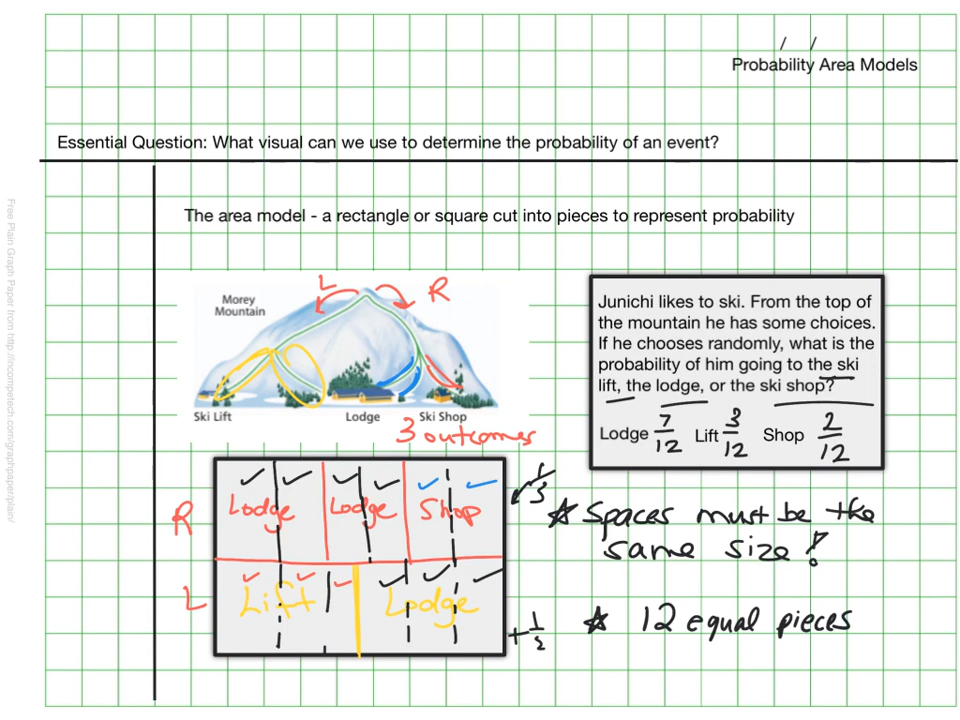 Probability Area Models
Essential Question: What visual can we use to determine the probability of an event?
The area model - a rectangle or square cut into pieces to represent probability
Morey
Mountain
L
R
Ski Lift
Lodge
Ski Shop
3 outcomes
Junichi likes to ski. From the top of
the mountain he has some choices.
If he chooses randomly, what is the
probability of him going to the ski
lift, the lodge, or the ski shop?
Lodge 7/12 Lift 3/12 Shop 2/12
R
Lodge Lodge Shop
1/3
L
Lift Lodge
+ 1/2
Spaces must be the
same size!
12 equal pieces
Free Plain Graph Paper from http://incompetech.com/graphpaper/plain/